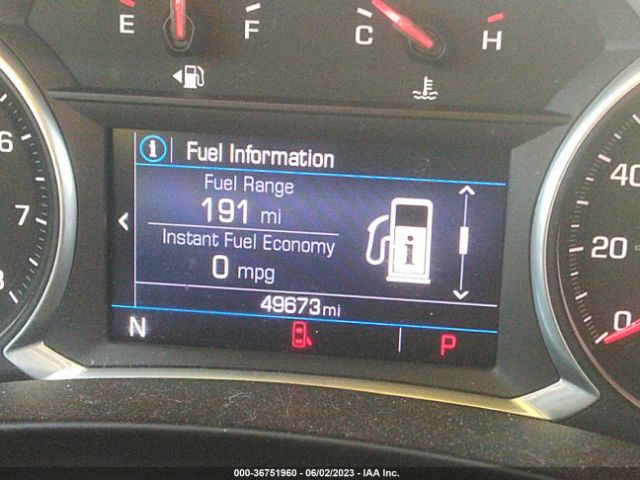 E F C H
6
7
8
Fuel Information
Fuel Range
191 mi
Instant Fuel Economy
0 mpg
49673mi
N P
40
20
0
000-36751960 - 06/02/2023 - IAA Inc.